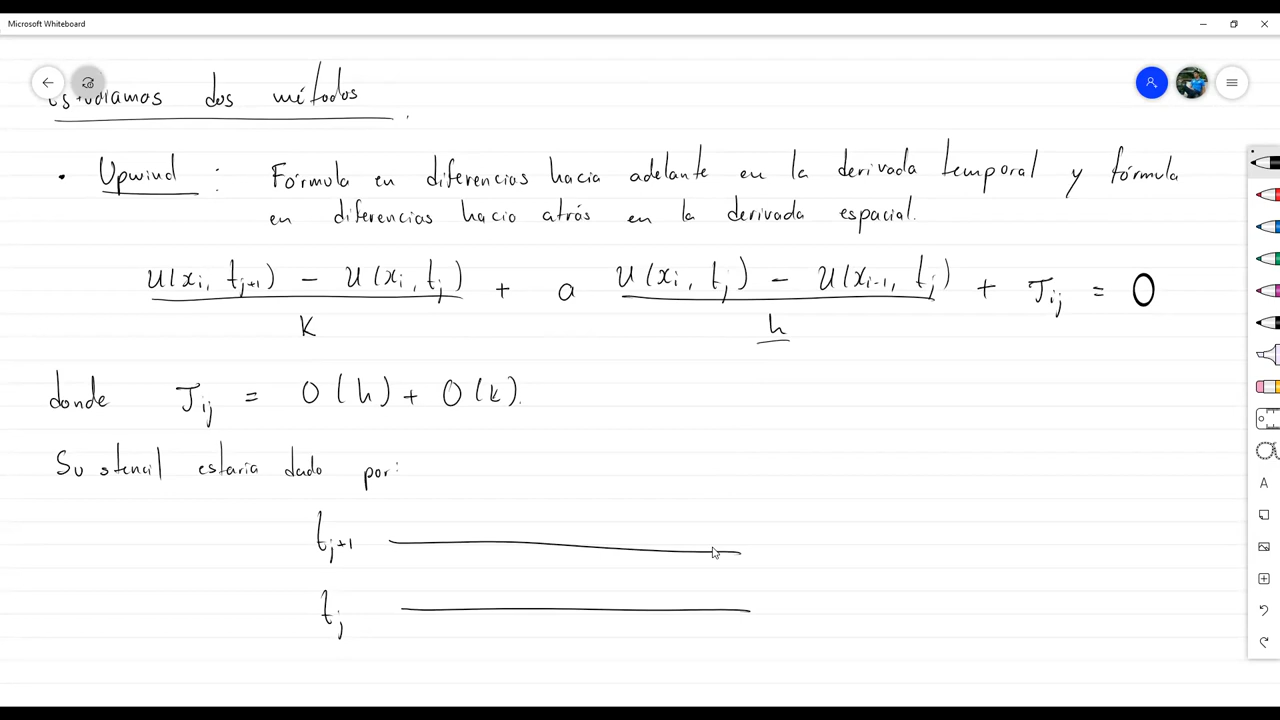 Microsoft Whiteboard
estudiamos dos métodos.
• Upwind : Fórmula en diferencias hacia adelante en la derivada temporal y fórmula
en diferencias hacia atrás en la derivada espacial.
(u(xi, tj+1) - u(xi, tj)) / k + a (u(xi, tj) - u(xi-1, tj)) / h + Tij = 0
donde Tij = O(h) + O(k).
Su stencil estaría dado por:
tj+1
tj
A